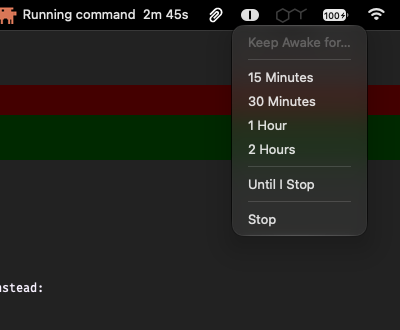 Running command 2m 45s
100
Keep Awake for...
15 Minutes
30 Minutes
1 Hour
2 Hours
Until I Stop
Stop
nstead: